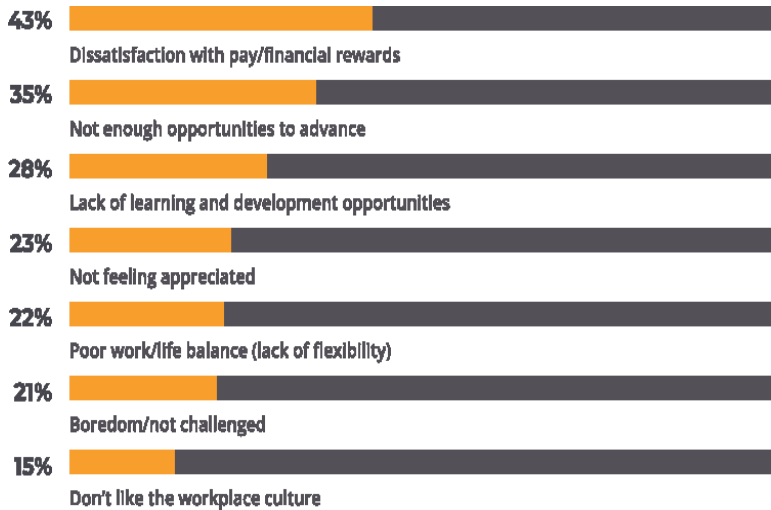 43%
Dissatisfaction with pay/financial rewards
35%
Not enough opportunities to advance
28%
Lack of learning and development opportunities
23%
Not feeling appreciated
22%
Poor work/life balance (lack of flexibility)
21%
Boredom/not challenged
15%
Don't like the workplace culture